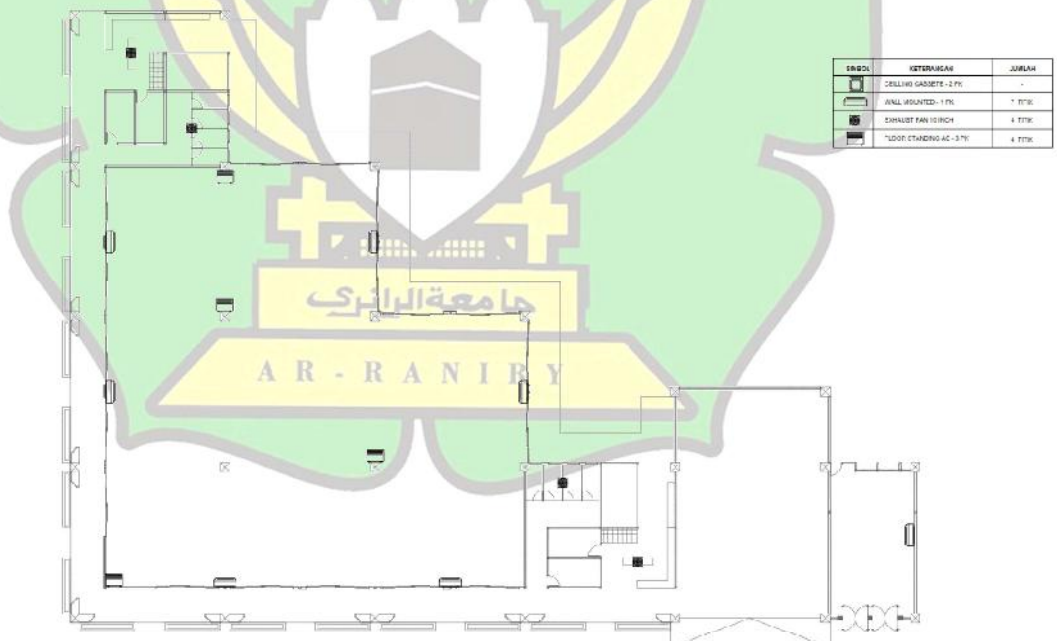 SIMBOL KETERANGAN JUMLAH
CEILLING CASSETE - 2 PK -
WALL MOUNTED - 1 PK 7 TITIK
EXHAUST FAN 10 INCH 4 TITIK
FLOOR STANDING AC - 3 PK 4 TITIK
جامعة الرانري
AR-RANIRY